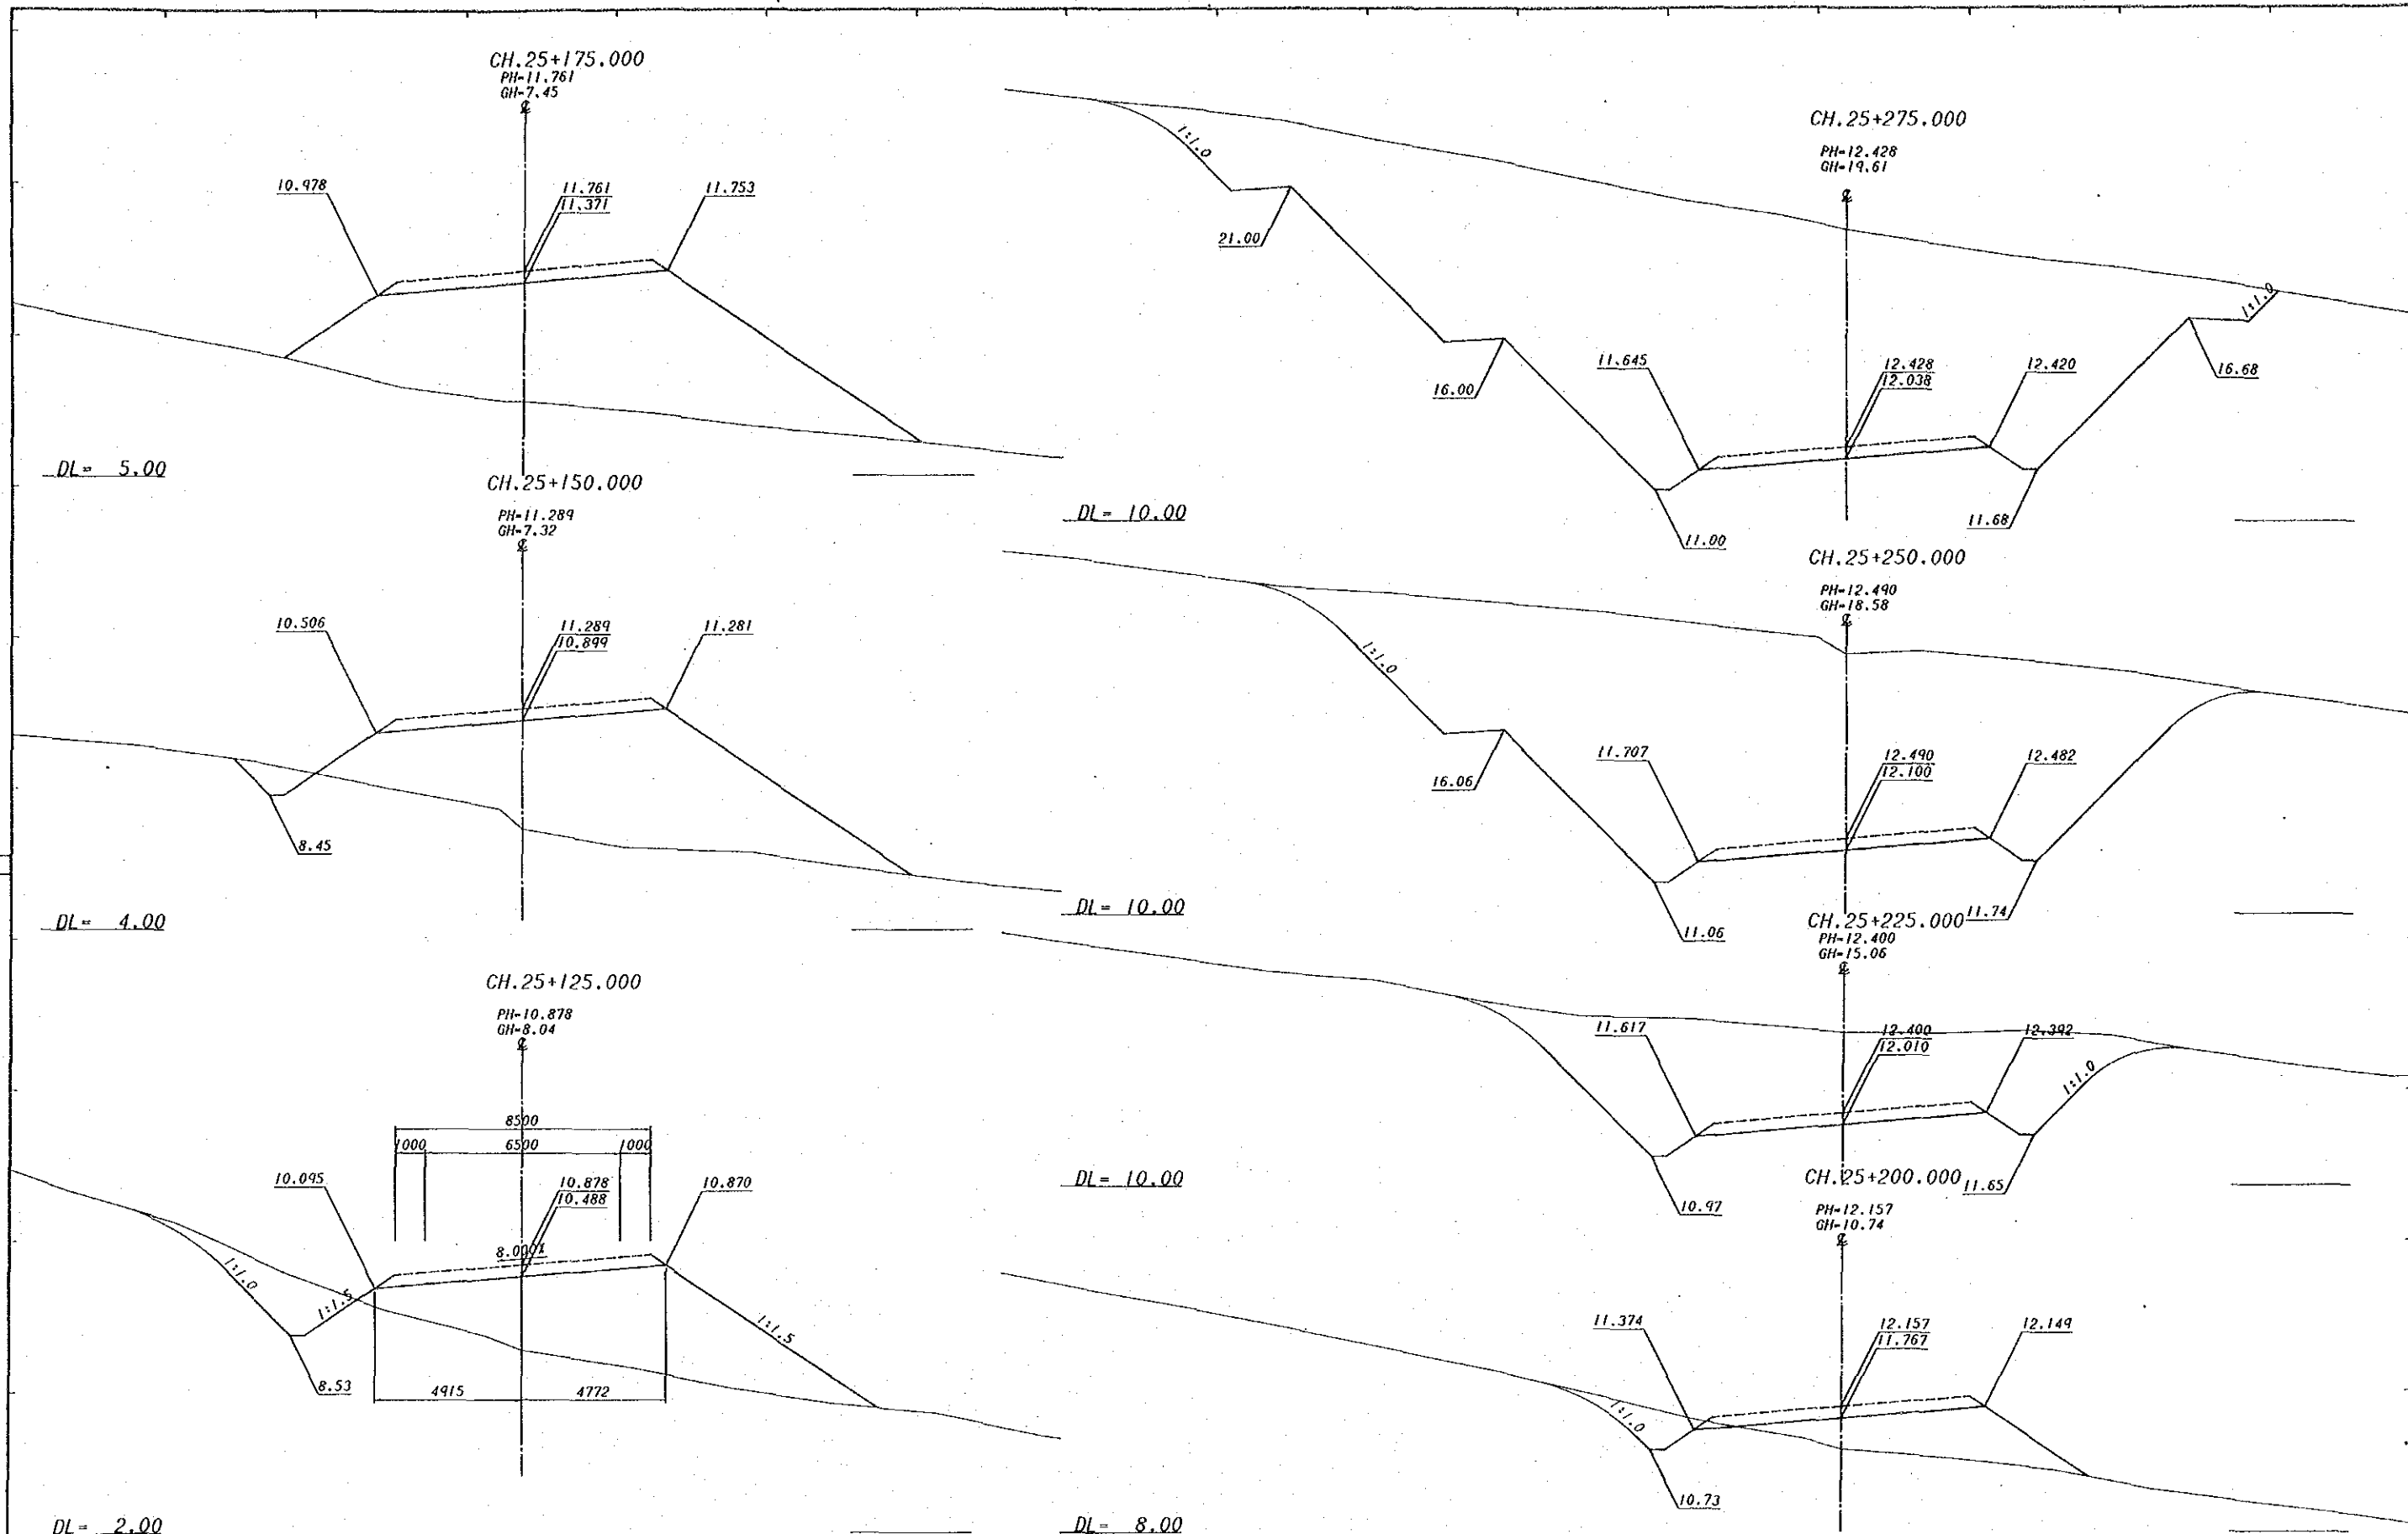 CH.25+175.000
PH=11.761
GH=7.45
10.978
11.761
11.371
11.753
DL= 5.00
CH.25+150.000
PH=11.289
GH=7.32
10.506
11.289
10.899
11.281
8.45
DL= 4.00
CH.25+125.000
PH=10.878
GH=8.04
8500
1000
6500
1000
10.095
10.878
10.488
10.870
8.000%
1:1.0
1:1.5
1:1.5
8.53
4915
4772
DL= 2.00
CH.25+275.000
PH=12.428
GH=19.61
1:1.0
21.00
1:1.0
16.00
11.645
12.428
12.038
12.420
16.68
11.00
11.68
DL= 10.00
CH.25+250.000
PH=12.490
GH=18.58
1:1.0
16.06
11.707
12.490
12.100
12.482
11.06
11.74
DL= 10.00
CH.25+225.000
PH=12.400
GH=15.06
11.617
12.400
12.010
12.392
1:1.0
10.97
11.65
DL= 10.00
CH.25+200.000
PH=12.157
GH=10.74
11.374
12.157
11.767
12.149
1:1.0
10.73
DL= 8.00